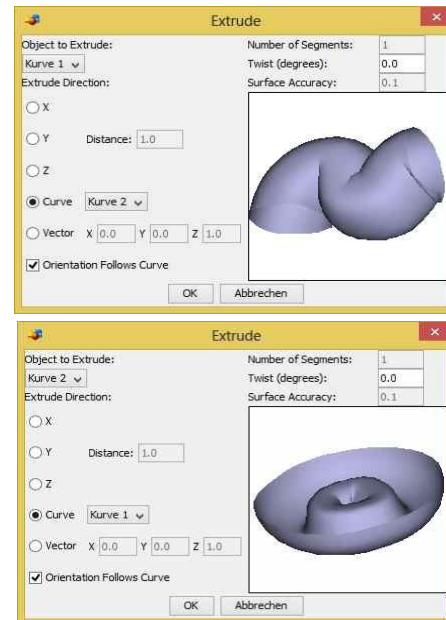 Extrude
Object to Extrude: Number of Segments: 1
Kurve 1 Twist (degrees): 0.0
Extrude Direction: Surface Accuracy: 0.1
X
Y Distance: 1.0
Z
Curve Kurve 2
Vector X 0.0 Y 0.0 Z 1.0
Orientation Follows Curve
OK Abbrechen
Extrude
Object to Extrude: Number of Segments: 1
Kurve 2 Twist (degrees): 0.0
Extrude Direction: Surface Accuracy: 0.1
X
Y Distance: 1.0
Z
Curve Kurve 1
Vector X 0.0 Y 0.0 Z 1.0
Orientation Follows Curve
OK Abbrechen